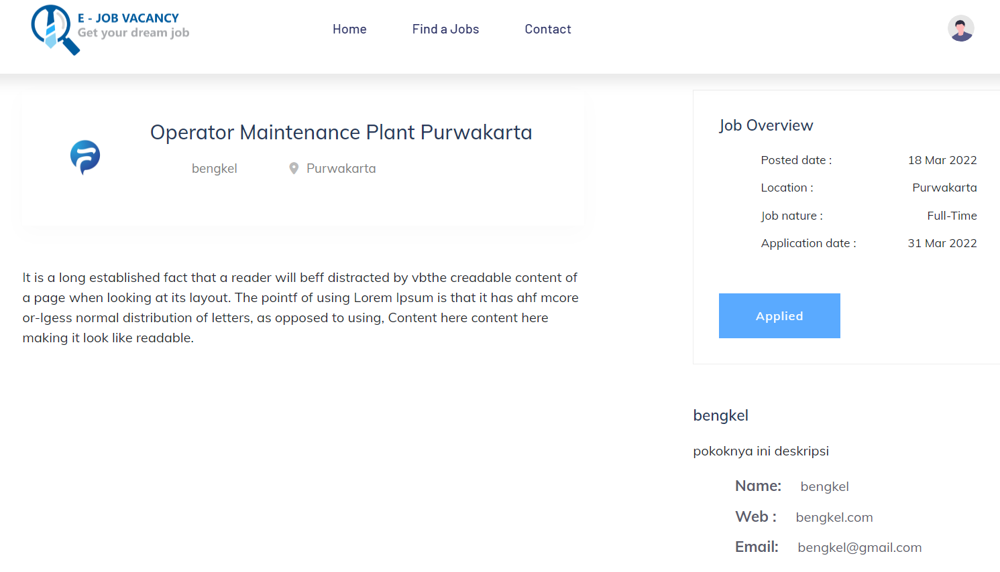 E - JOB VACANCY
Get your dream job
Home
Find a Jobs
Contact
Operator Maintenance Plant Purwakarta
bengkel
Purwakarta
It is a long established fact that a reader will beff distracted by vbthe creadable content of
a page when looking at its layout. The pointf of using Lorem Ipsum is that it has ahf mcore
or-lgess normal distribution of letters, as opposed to using, Content here content here
making it look like readable.
Job Overview
Posted date : 18 Mar 2022
Location : Purwakarta
Job nature : Full-Time
Application date : 31 Mar 2022
Applied
bengkel
pokoknya ini deskripsi
Name: bengkel
Web : bengkel.com
Email: bengkel@gmail.com